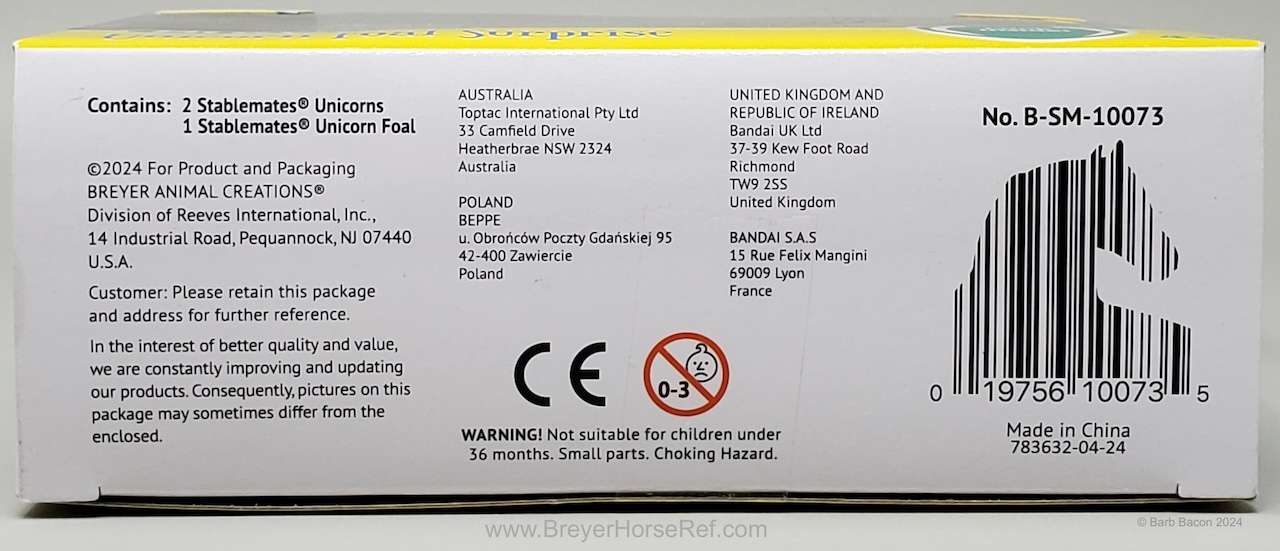 Unicorn Foal Surprise
Contains: 2 Stablemates® Unicorns
1 Stablemates® Unicorn Foal
©2024 For Product and Packaging
BREYER ANIMAL CREATIONS®
Division of Reeves International, Inc.,
14 Industrial Road, Pequannock, NJ 07440
U.S.A.
Customer: Please retain this package
and address for further reference.
In the interest of better quality and value,
we are constantly improving and updating
our products. Consequently, pictures on this
package may sometimes differ from the
enclosed.
AUSTRALIA
Toptac International Pty Ltd
33 Camfield Drive
Heatherbrae NSW 2324
Australia
POLAND
BEPPE
u. Obrońców Poczty Gdańskiej 95
42-400 Zawiercie
Poland
UNITED KINGDOM AND
REPUBLIC OF IRELAND
Bandai UK Ltd
37-39 Kew Foot Road
Richmond
TW9 2SS
United Kingdom
BANDAI S.A.S
15 Rue Felix Mangini
69009 Lyon
France
CE
0-3
WARNING! Not suitable for children under
36 months. Small parts. Choking Hazard.
No. B-SM-10073
0 19756 10073 5
Made in China
783632-04-24
www.BreyerHorseRef.com
© Barb Bacon 2024